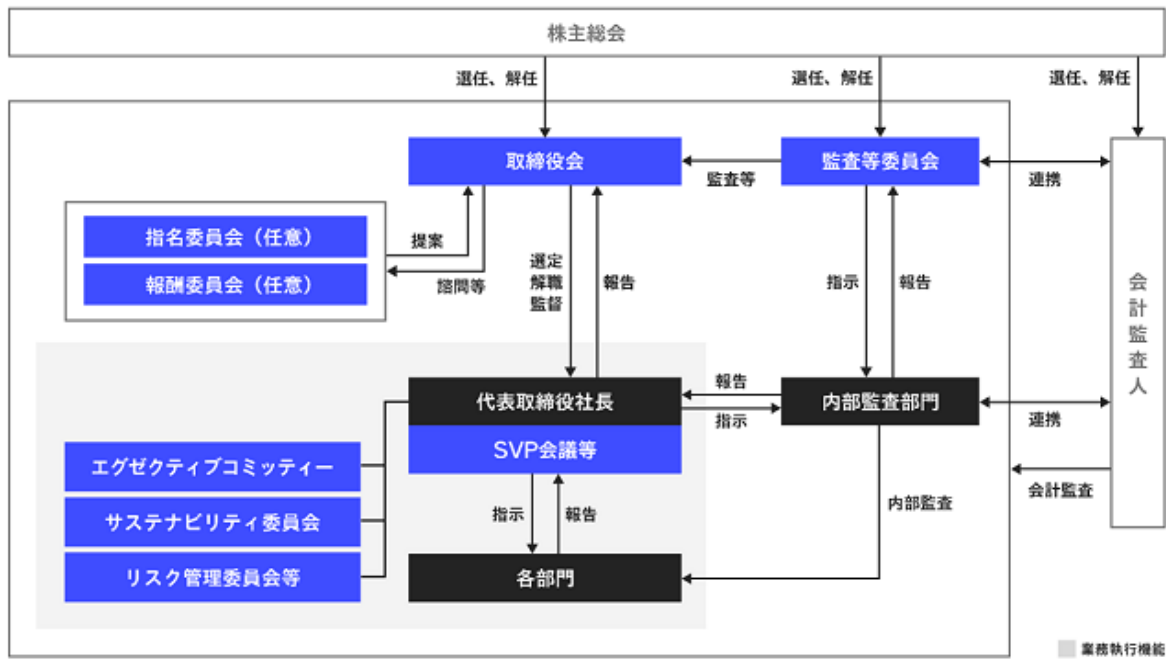 株主総会
選任、解任
選任、解任
選任、解任
取締役会
監査等
監査等委員会
連携
指名委員会（任意）
報酬委員会（任意）
提案
諮問等
選定
解職
監督
報告
指示
報告
会計監査人
代表取締役社長
SVP会議等
報告
指示
内部監査部門
連携
会計監査
エグゼクティブコミッティー
サステナビリティ委員会
リスク管理委員会等
指示
報告
内部監査
各部門
業務執行機能